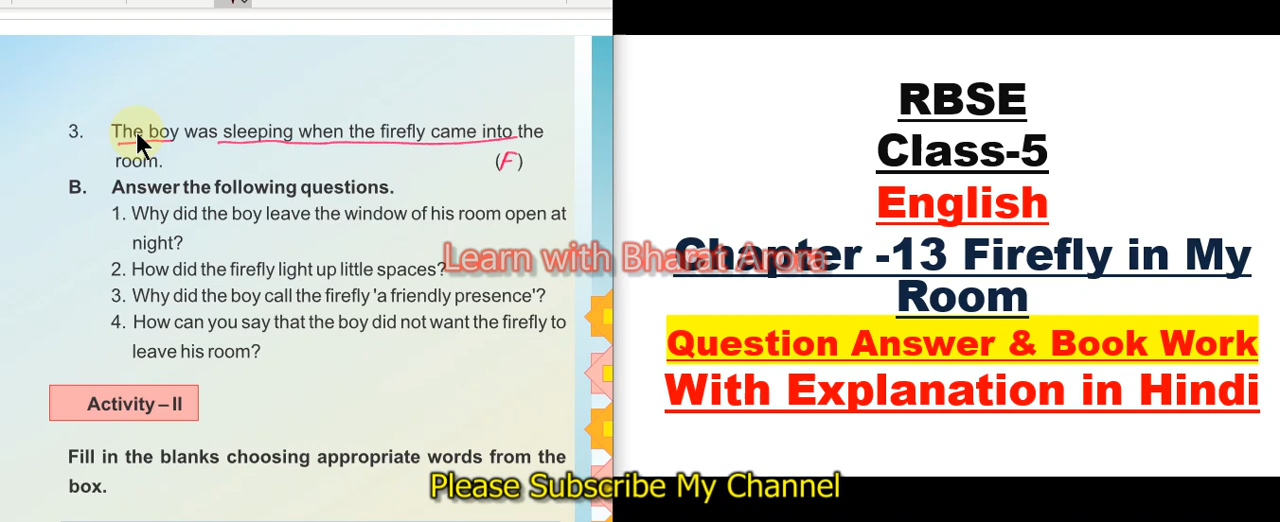 3. The boy was sleeping when the firefly came into the
room. (F)
B. Answer the following questions.
1. Why did the boy leave the window of his room open at
night?
2. How did the firefly light up little spaces?
3. Why did the boy call the firefly 'a friendly presence'?
4. How can you say that the boy did not want the firefly to
leave his room?
Activity – II
Fill in the blanks choosing appropriate words from the
box.
RBSE
Class-5
English
Chapter -13 Firefly in My
Room
Question Answer & Book Work
With Explanation in Hindi
Learn with Bharat Arora
Please Subscribe My Channel